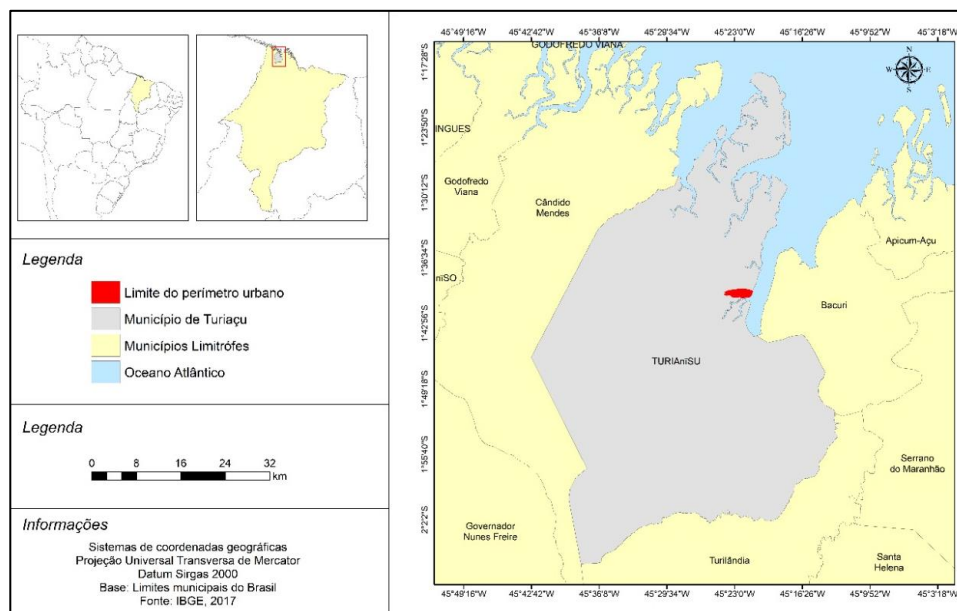 Legenda
Limite do perímetro urbano
Município de Turiaçu
Municípios Limitrófes
Oceano Atlântico
Legenda
0 8 16 24 32
km
Informações
Sistemas de coordenadas geográficas
Projeção Universal Transversa de Mercator
Datum Sirgas 2000
Base: Limites municipais do Brasil
Fonte: IBGE, 2017
45°49'16"W 45°42'42"W 45°36'8"W 45°29'34"W 45°23'0"W 45°16'26"W 45°9'52"W 45°3'18"W
1°17'28"S
1°23'50"S
1°30'12"S
1°36'34"S
1°42'56"S
1°49'18"S
1°55'40"S
2°2'2"S
GODOFREDO VIANA
N
W E
S
INGUES
Godofredo
Viana
Cândido
Mendes
Apicum-Açu
nïSO
Bacuri
TURIAnïSU
Serrano
do Maranhão
Governador
Nunes Freire
Turilândia
Santa
Helena
45°49'16"W 45°42'42"W 45°36'8"W 45°29'34"W 45°23'0"W 45°16'26"W 45°9'52"W 45°3'18"W